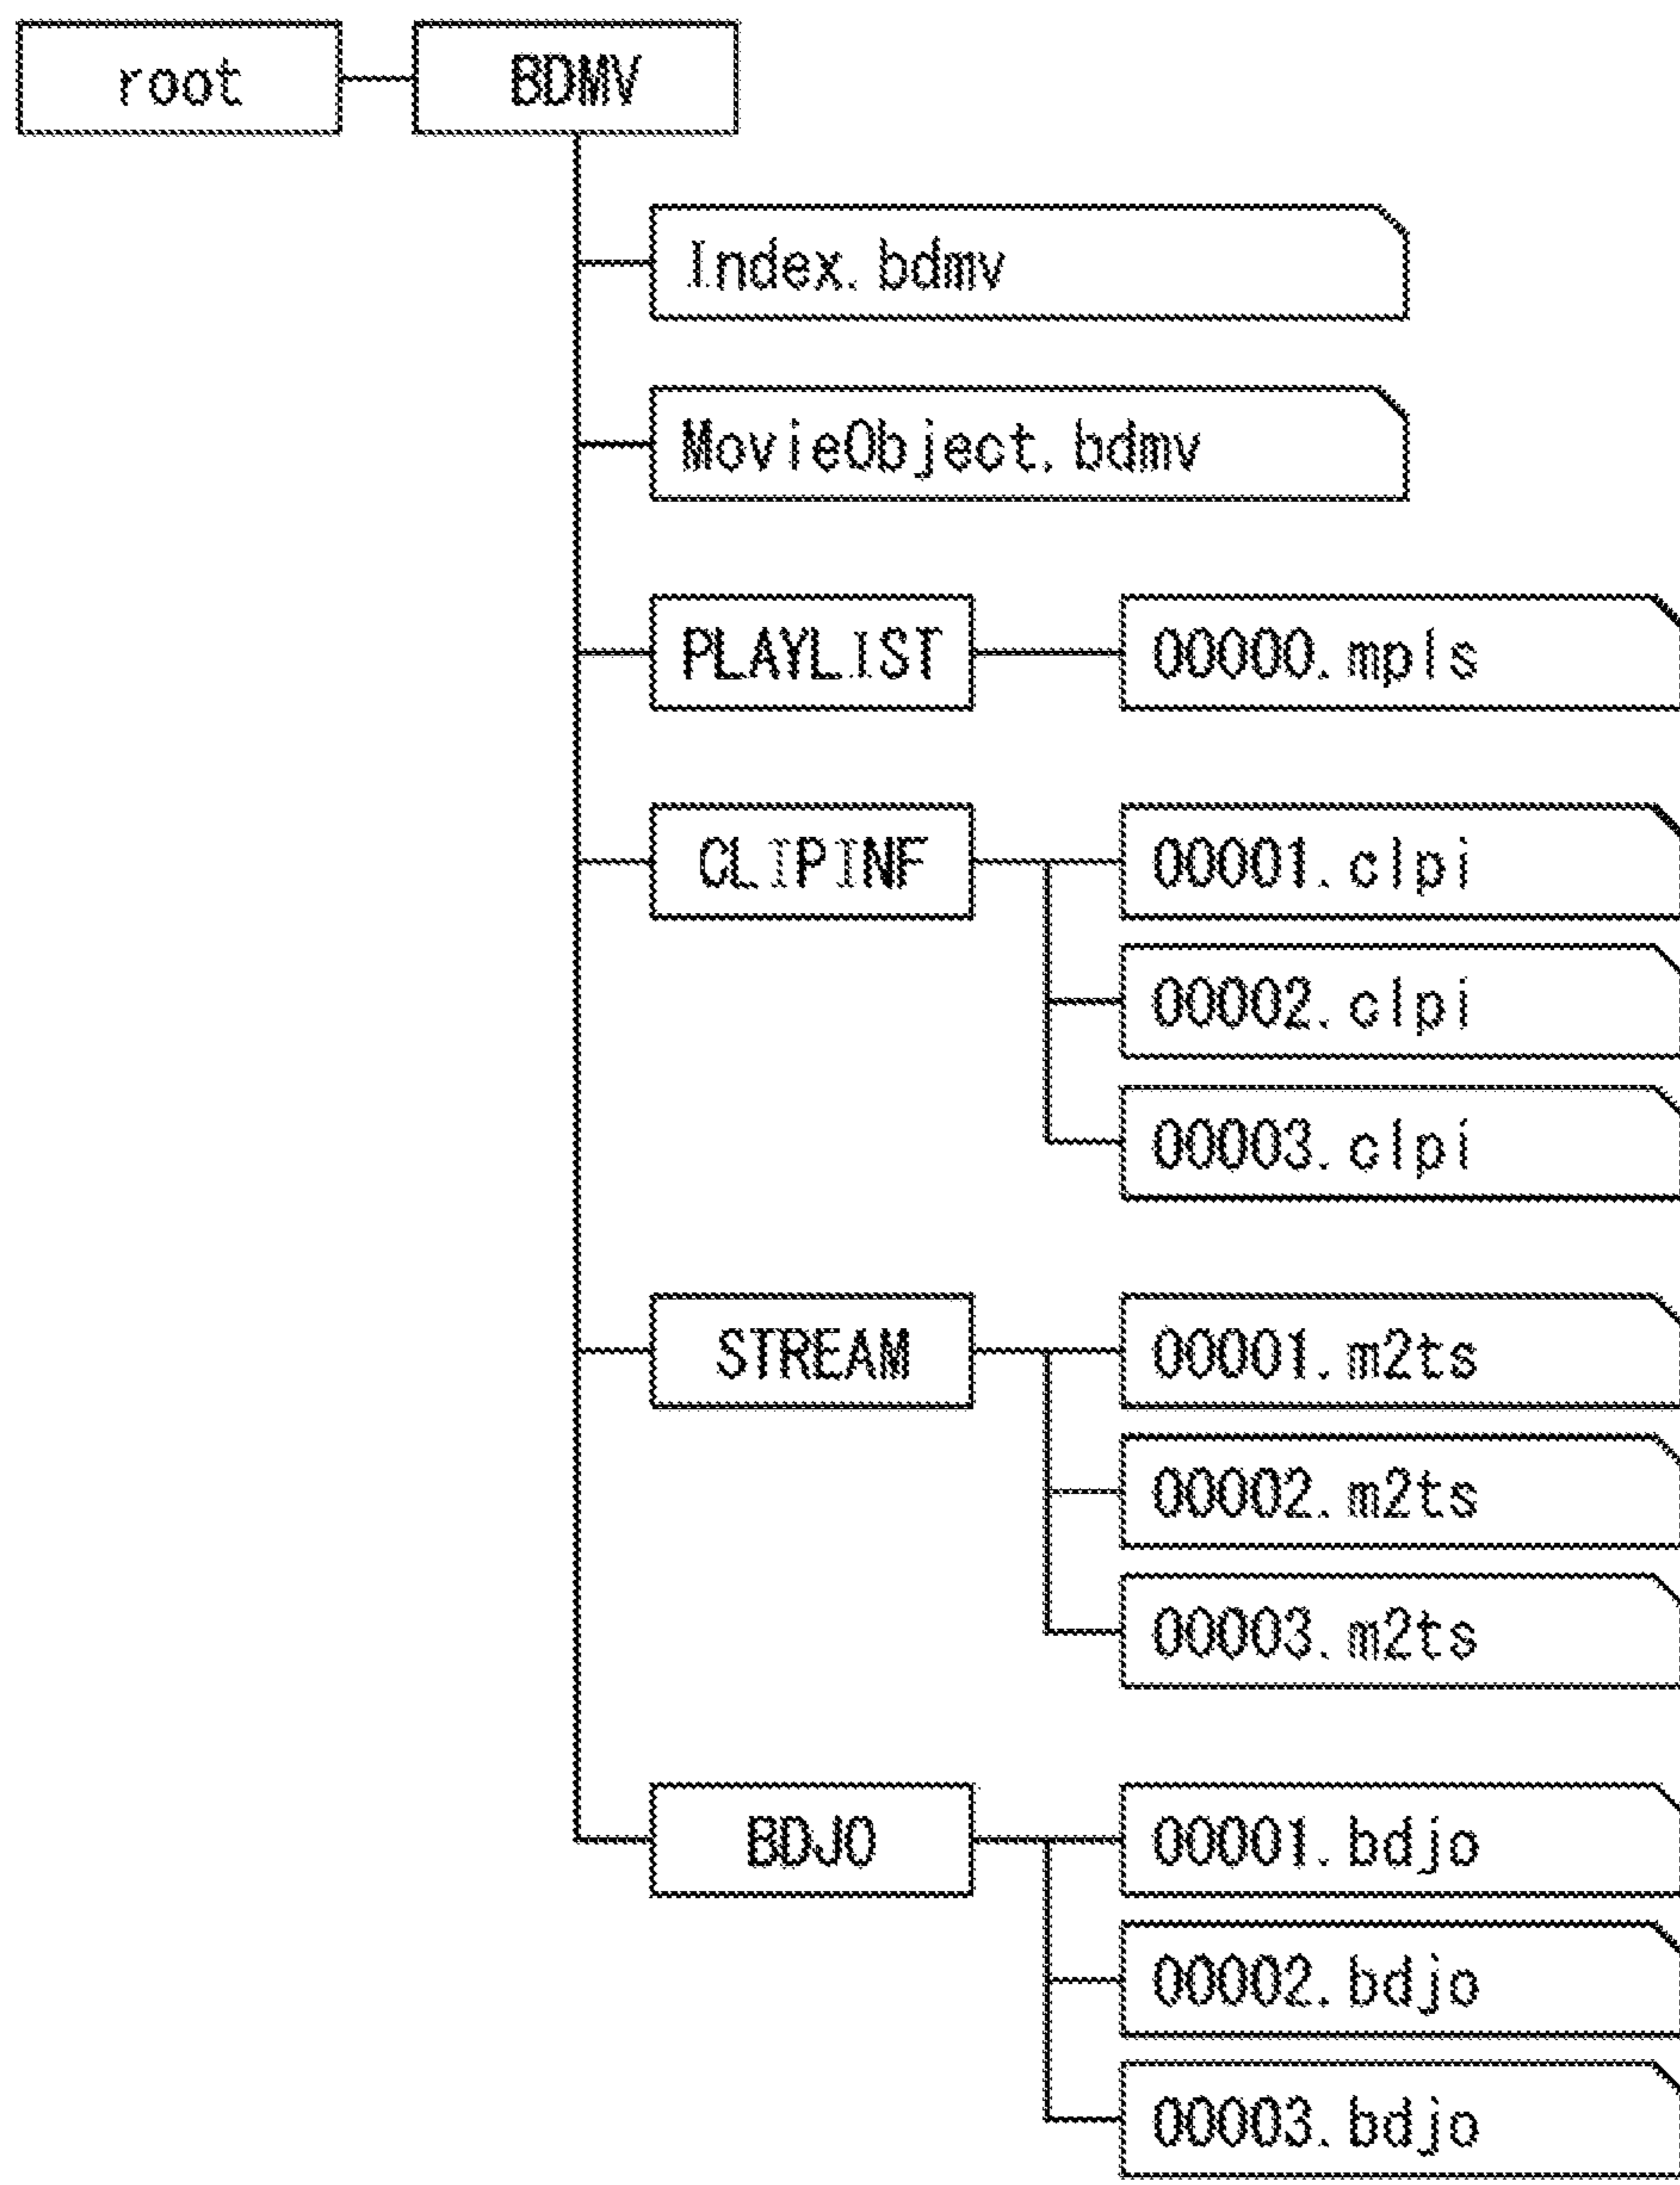 root
BDMV
Index.bdmv
MovieObject.bdmv
PLAYLIST
00000.mpls
CLIPINF
00001.clpi
00002.clpi
00003.clpi
STREAM
00001.m2ts
00002.m2ts
00003.m2ts
BDJO
00001.bdjo
00002.bdjo
00003.bdjo